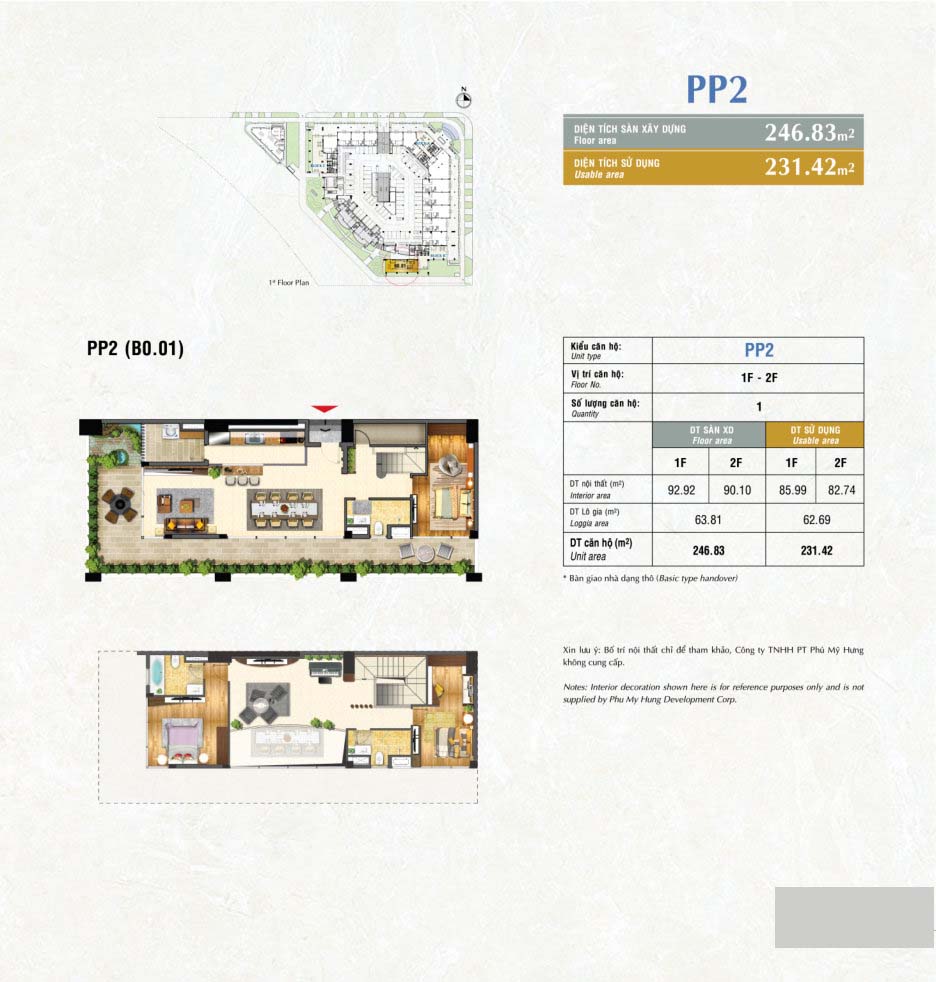 PP2
DIỆN TÍCH SÀN XÂY DỰNG
Floor area
246.83m²
DIỆN TÍCH SỬ DỤNG
Usable area
231.42m²
N
B0.01
1st Floor Plan
PP2 (B0.01)
Kiểu căn hộ:
Unit type
PP2
Vị trí căn hộ:
Floor No.
1F - 2F
Số lượng căn hộ:
Quantity
1
DT SÀN XD
Floor area
DT SỬ DỤNG
Usable area
1F 2F 1F 2F
DT nội thất (m²)
Interior area
92.92 90.10 85.99 82.74
DT Lô gia (m²)
Loggia area
63.81 62.69
DT căn hộ (m²)
Unit area
246.83 231.42
* Bàn giao nhà dạng thô (Basic type handover)
Xin lưu ý: Bố trí nội thất chỉ để tham khảo, Công ty TNHH PT Phú Mỹ Hưng
không cung cấp.
Notes: Interior decoration shown here is for reference purposes only and is not
supplied by Phu My Hung Development Corp.